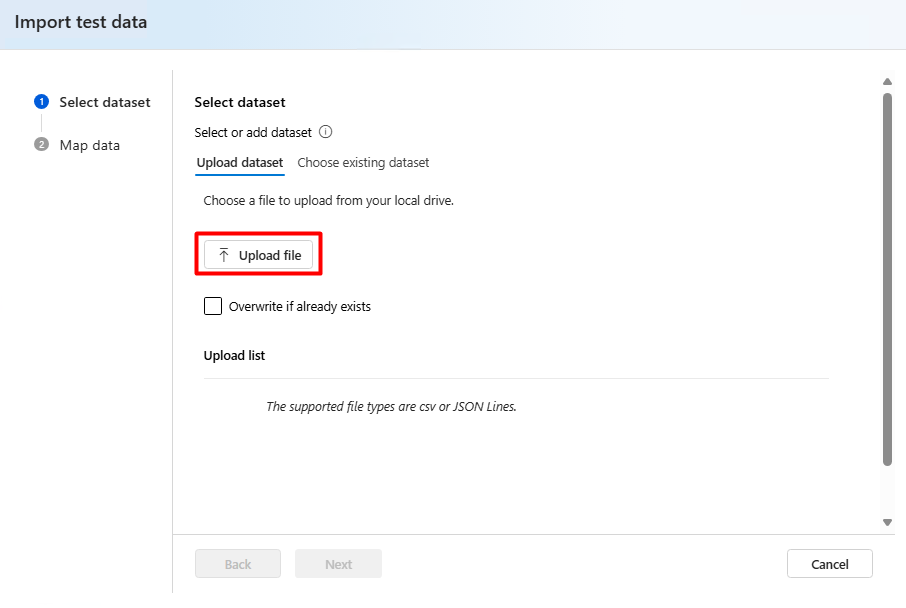 Import test data
1 Select dataset
2 Map data
Select dataset
Select or add dataset
Upload dataset Choose existing dataset
Choose a file to upload from your local drive.
Upload file
Overwrite if already exists
Upload list
The supported file types are csv or JSON Lines.
Back Next Cancel